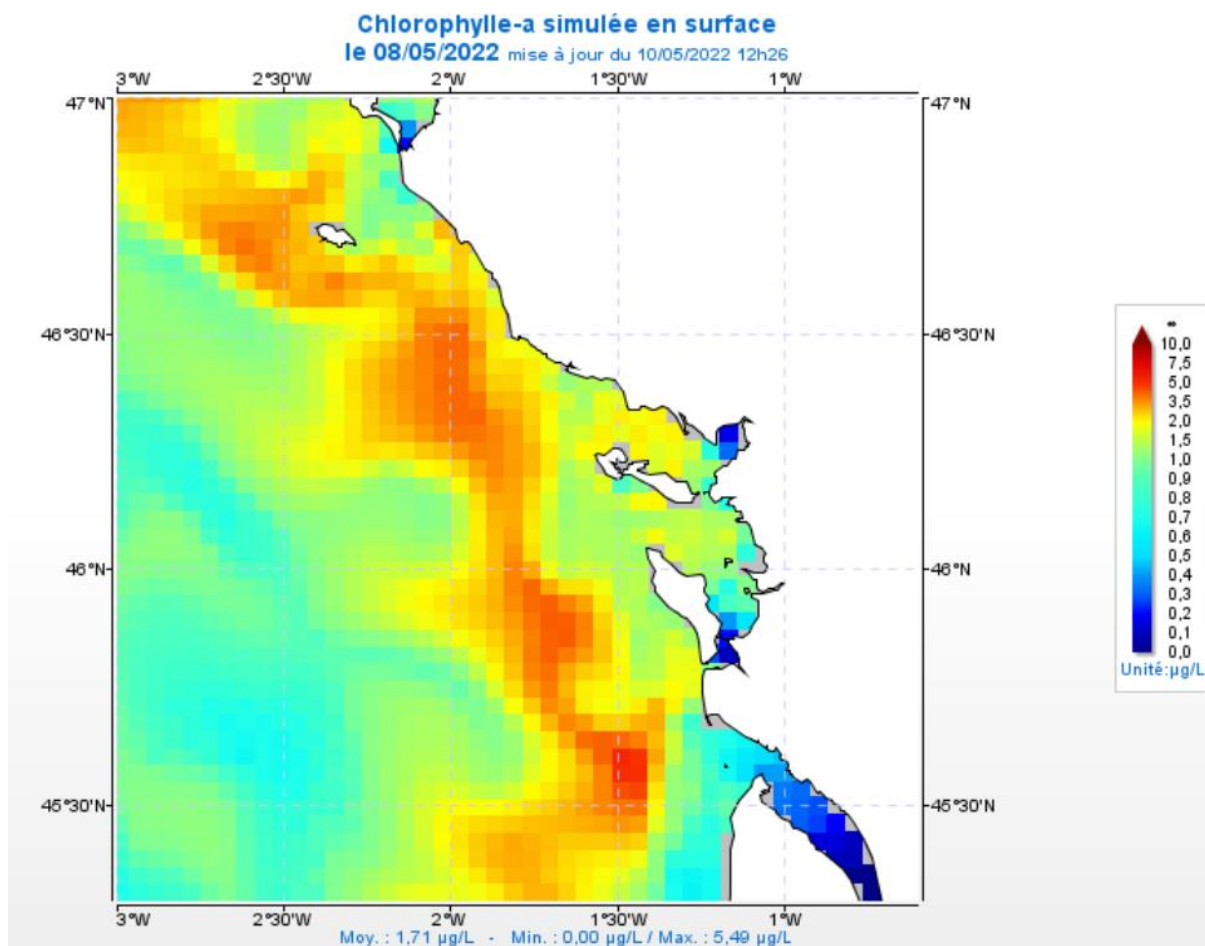 Chlorophylle-a simulée en surface
le 08/05/2022 mise à jour du 10/05/2022 12h26
3°W 2°30'W 2°W 1°30'W 1°W
47°N 47°N
46°30'N 46°30'N
∞
10,0
7,5
5,0
3,5
2,0
1,5
1,0
0,9
0,8
0,7
0,6
0,5
0,4
0,3
0,2
0,1
0,0
Unité:µg/L
P
46°N 46°N
45°30'N 45°30'N
3°W 2°30'W 2°W 1°30'W 1°W
Moy. : 1,71 µg/L - Min. : 0,00 µg/L / Max. : 5,49 µg/L